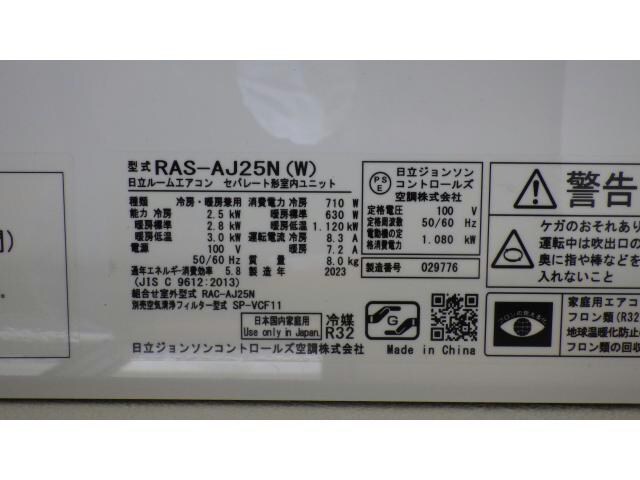 型式 RAS-AJ25N(W)
日立ルームエアコン セパレート形室内ユニット
種類 冷房・暖房兼用 消費電力 冷房 710 W
能力 冷房 2.5 kW 暖房標準 630 W
暖房標準 2.8 kW 暖房低温 1.120 kW
暖房低温 3.0 kW 運転電流 冷房 8.3 A
電源 100 V 暖房 7.2 A
50/60 Hz 質量 8.0 kg
通年エネルギー消費効率 5.8 製造年 2023
(JIS C 9612:2013)
組合せ室外型式 RAC-AJ25N
別売空気清浄フィルター型式 SP-VCF11
日本国内家庭用
Use only in Japan.
冷媒
R32
日立ジョンソンコントロールズ空調株式会社
PS
E
日立ジョンソン
コントロールズ
空調株式会社
定格電圧 100 V
定格周波数 50/60 Hz
電動機の定
格消費電力 1.080 kW
製造番号 029776
G
Made in China
警告
ケガのおそれあり
運転中は吹出口の
奥に指や棒などを
入れないこと
家庭用エアコ
フロン類(R32
地球温暖化防止
フロン類の回収